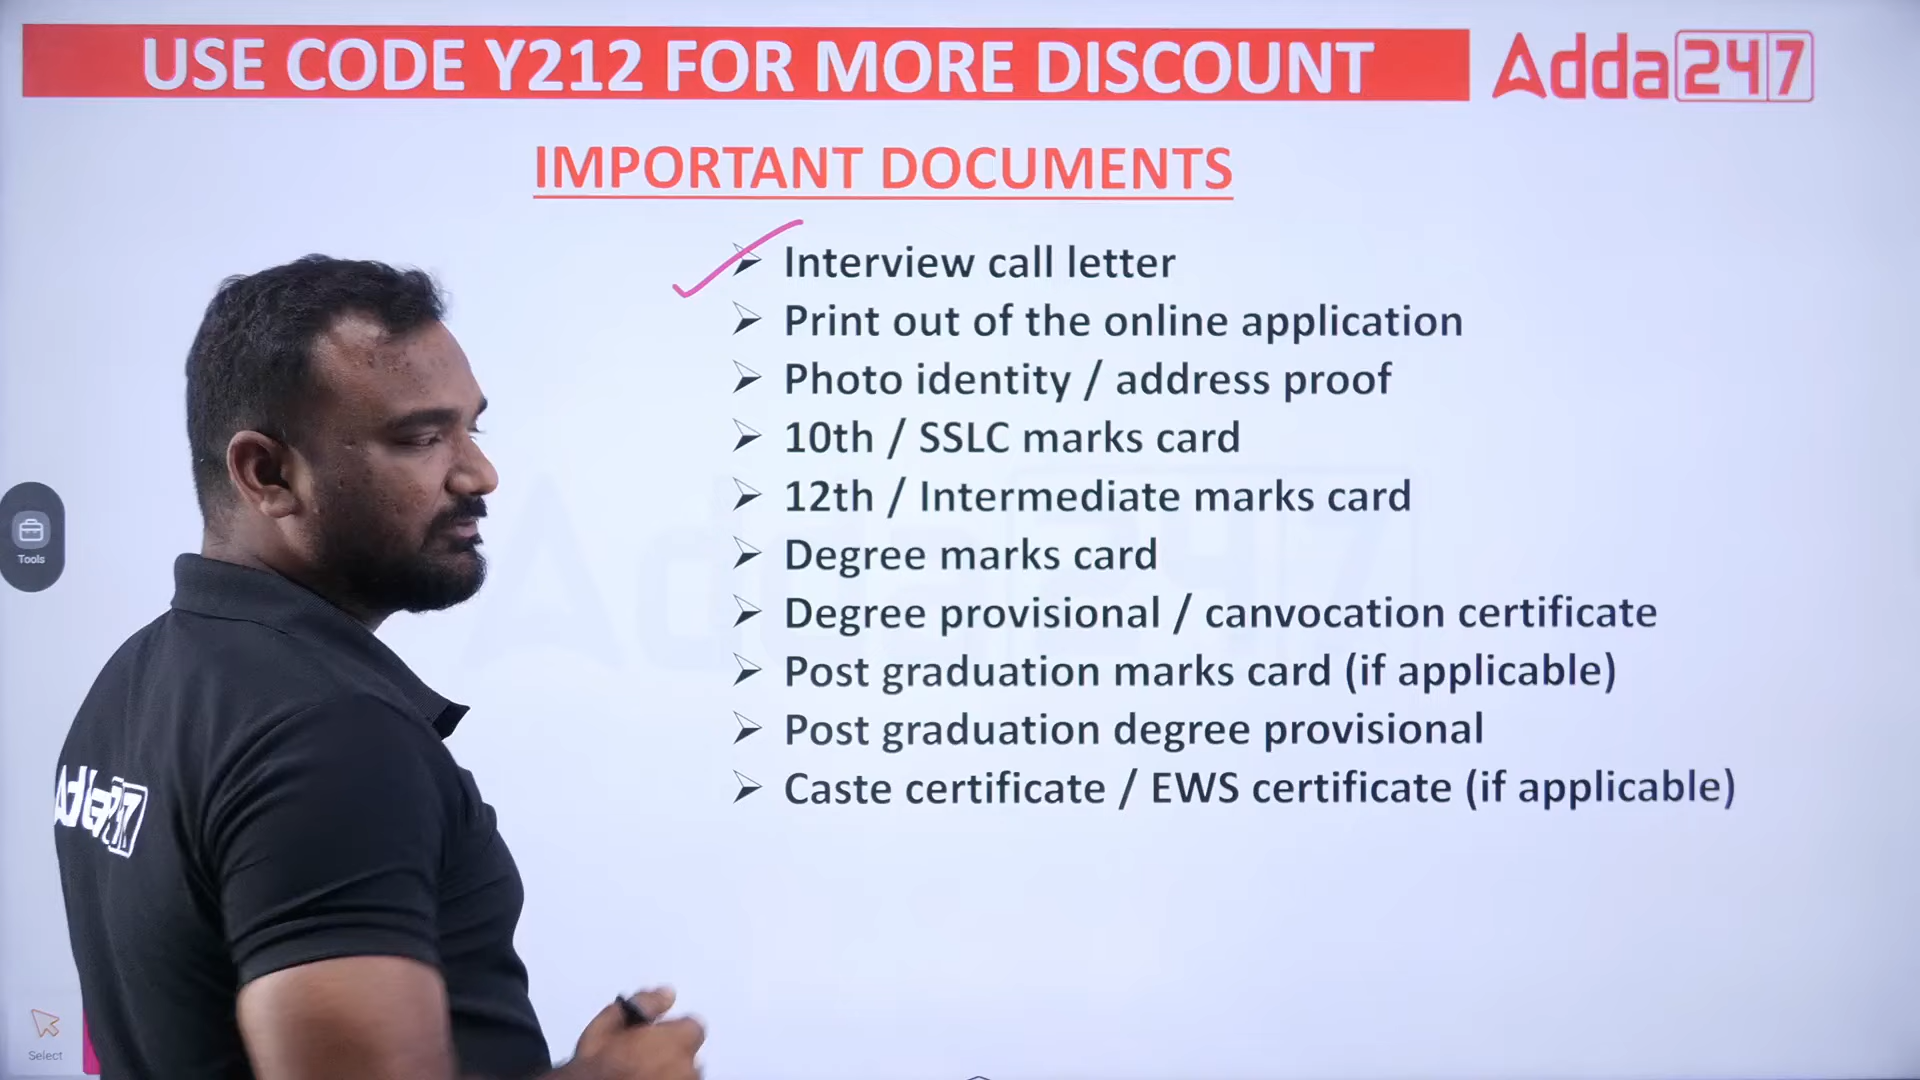 USE CODE Y212 FOR MORE DISCOUNT
Adda247
IMPORTANT DOCUMENTS
Interview call letter
Print out of the online application
Photo identity / address proof
10th / SSLC marks card
12th / Intermediate marks card
Degree marks card
Degree provisional / canvocation certificate
Post graduation marks card (if applicable)
Post graduation degree provisional
Caste certificate / EWS certificate (if applicable)
Tools
Adda247
Adda247
Select